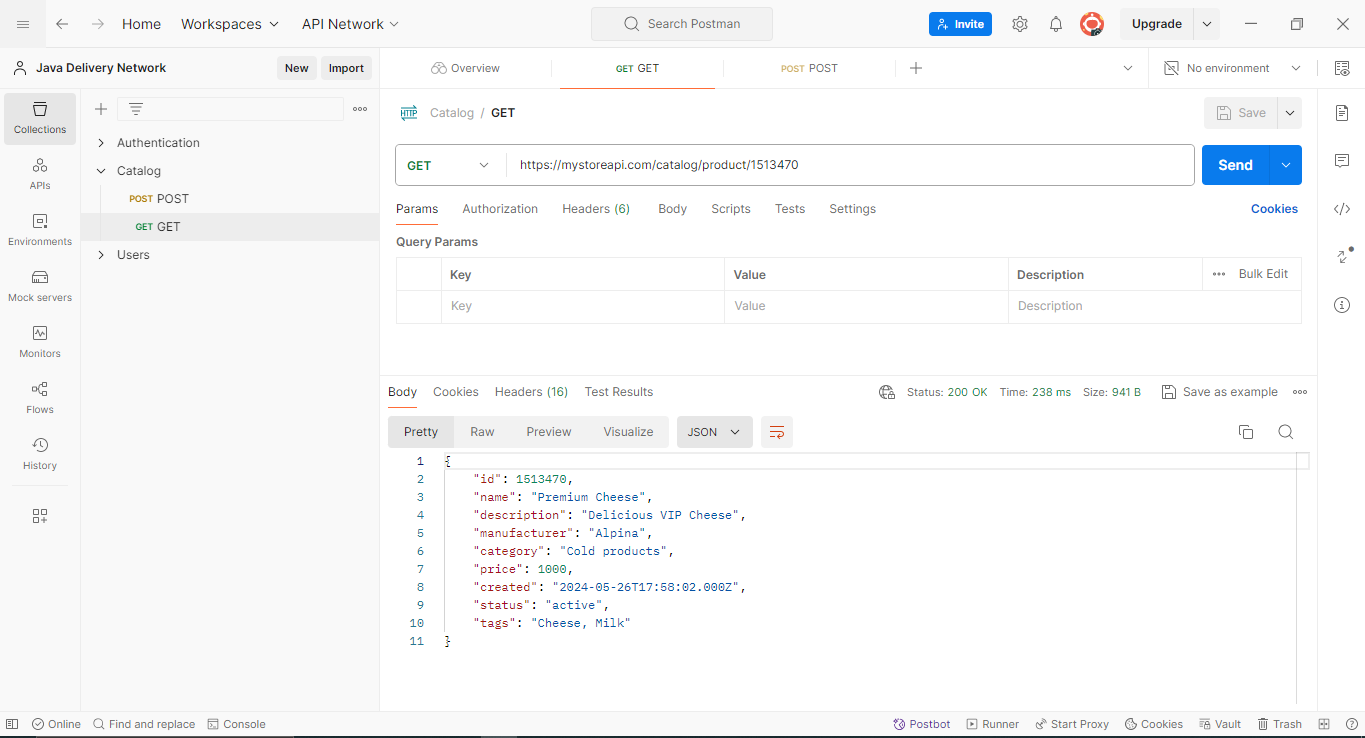 Home Workspaces API Network Search Postman Invite Upgrade
Java Delivery Network New Import
Overview GET GET POST POST No environment
Collections
APIs
Environments
Mock servers
Monitors
Flows
History
Authentication
Catalog
POST POST
GET GET
Users
HTTP Catalog / GET Save
GET https://mystoreapi.com/catalog/product/1513470 Send
Params Authorization Headers (6) Body Scripts Tests Settings Cookies
Query Params
Key Value Description Bulk Edit
Key Value Description
Body Cookies Headers (16) Test Results Status: 200 OK Time: 238 ms Size: 941 B Save as example
Pretty Raw Preview Visualize JSON
1 {
2 "id": 1513470,
3 "name": "Premium Cheese",
4 "description": "Delicious VIP Cheese",
5 "manufacturer": "Alpina",
6 "category": "Cold products",
7 "price": 1000,
8 "created": "2024-05-26T17:58:02.000Z",
9 "status": "active",
10 "tags": "Cheese, Milk"
11 }
Online Find and replace Console Postbot Runner Start Proxy Cookies Vault Trash